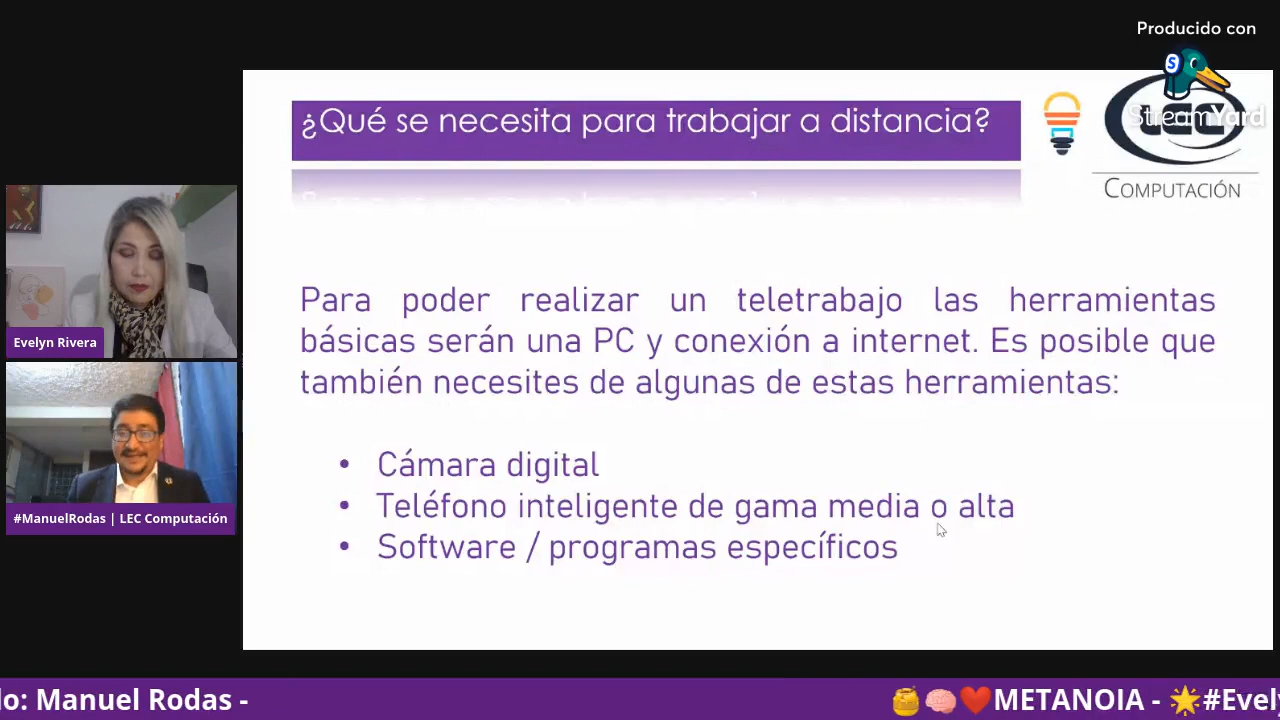 Producido con
StreamYard
¿Qué se necesita para trabajar a distancia?
LEC
COMPUTACIÓN
Para poder realizar un teletrabajo las herramientas
básicas serán una PC y conexión a internet. Es posible que
también necesites de algunas de estas herramientas:
• Cámara digital
• Teléfono inteligente de gama media o alta
• Software / programas específicos
Evelyn Rivera
#ManuelRodas | LEC Computación
lo: Manuel Rodas -
🍯🧠❤️METANOIA - 🌟#Evely